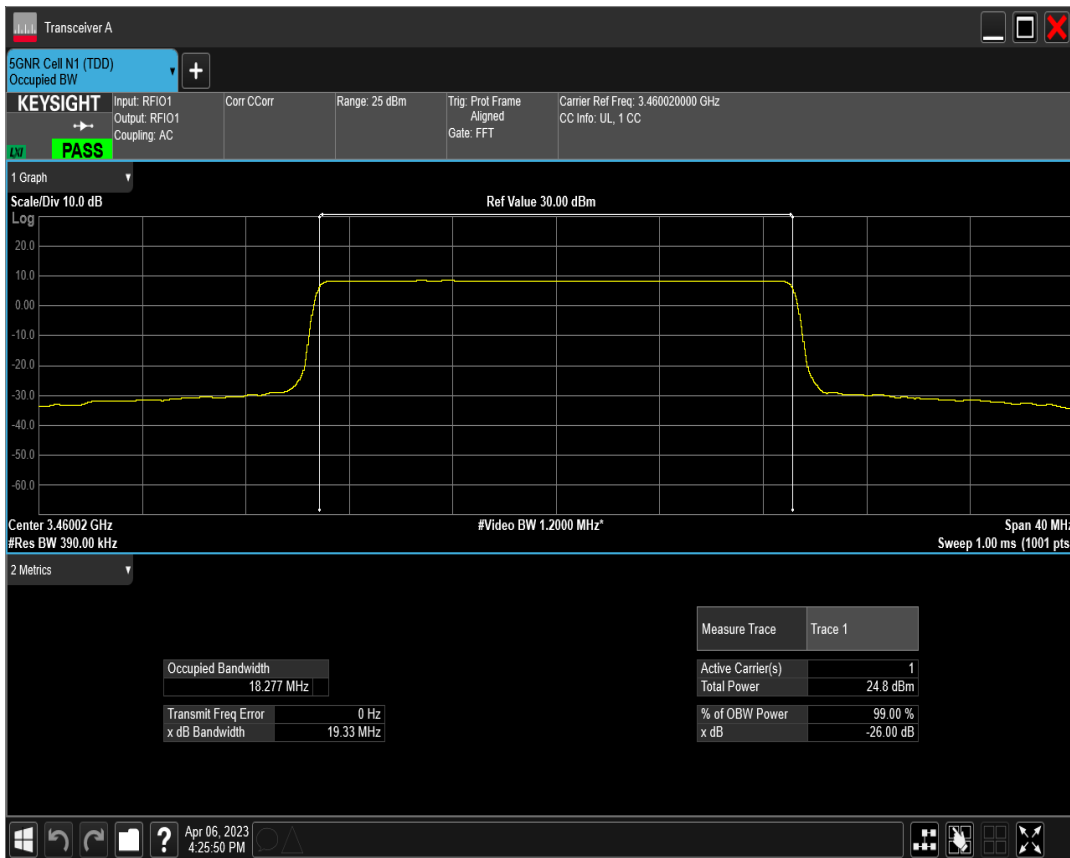 Transceiver A
5GNR Cell N1 (TDD)
Occupied BW
+
KEYSIGHT
LXI
PASS
Input: RFIO1
Output: RFIO1
Coupling: AC
Corr CCorr
Range: 25 dBm
Trig: Prot Frame
Aligned
Gate: FFT
Carrier Ref Freq: 3.460020000 GHz
CC Info: UL, 1 CC
1 Graph
Scale/Div 10.0 dB
Ref Value 30.00 dBm
Log
20.0
10.0
0.00
-10.0
-20.0
-30.0
-40.0
-50.0
-60.0
Center 3.46002 GHz
#Video BW 1.2000 MHz*
Span 40 MHz
#Res BW 390.00 kHz
Sweep 1.00 ms (1001 pts
2 Metrics
Measure Trace Trace 1
Occupied Bandwidth
18.277 MHz
Active Carrier(s) 1
Total Power 24.8 dBm
Transmit Freq Error 0 Hz
x dB Bandwidth 19.33 MHz
% of OBW Power 99.00 %
x dB -26.00 dB
?
Apr 06, 2023
4:25:50 PM